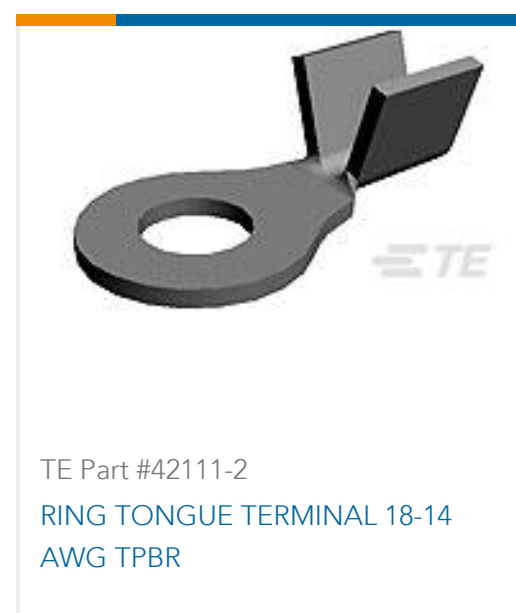 TE
TE Part #42111-2
RING TONGUE TERMINAL 18-14
AWG TPBR